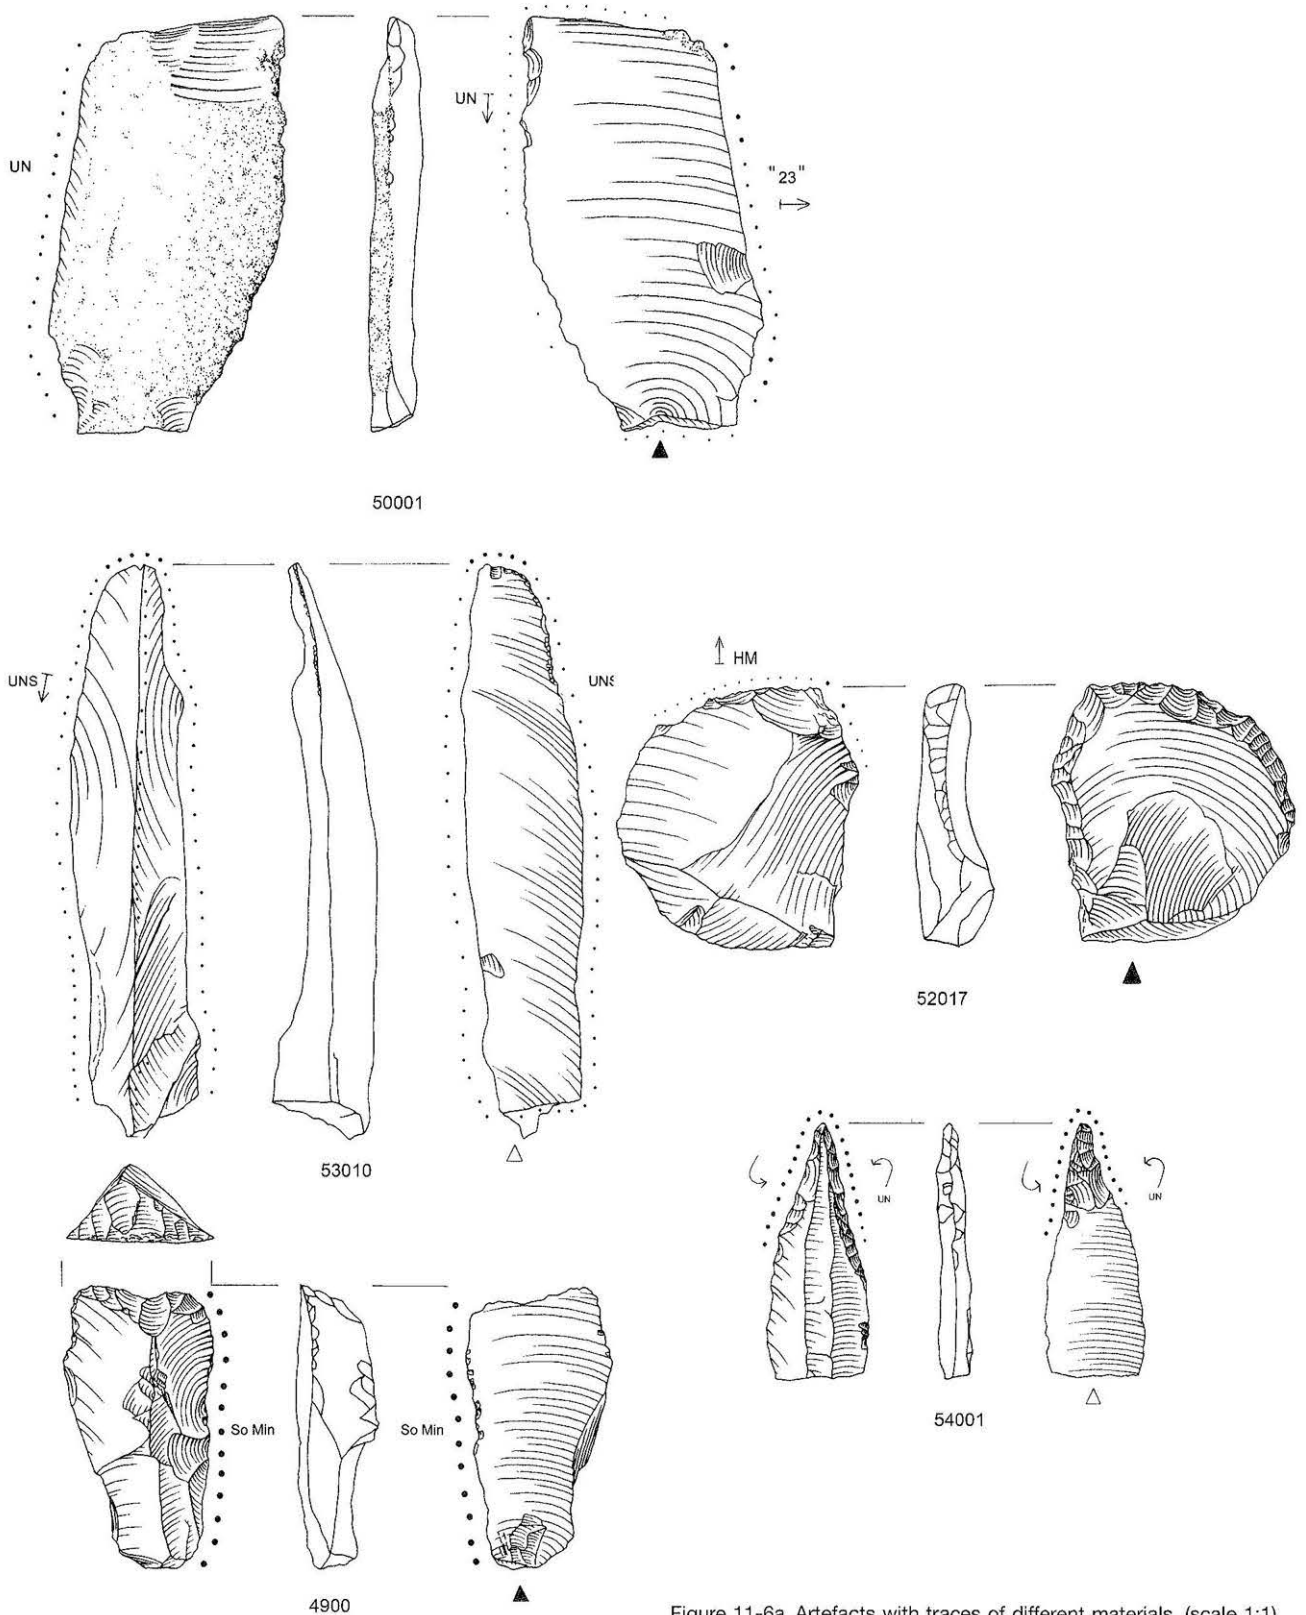 UN
UN
"23"
50001
UNS
UNS
HM
52017
53010
UN
UN
54001
So Min
So Min
4900
Figure 11-6a Artefacts with traces of different materials. (scale 1:1)